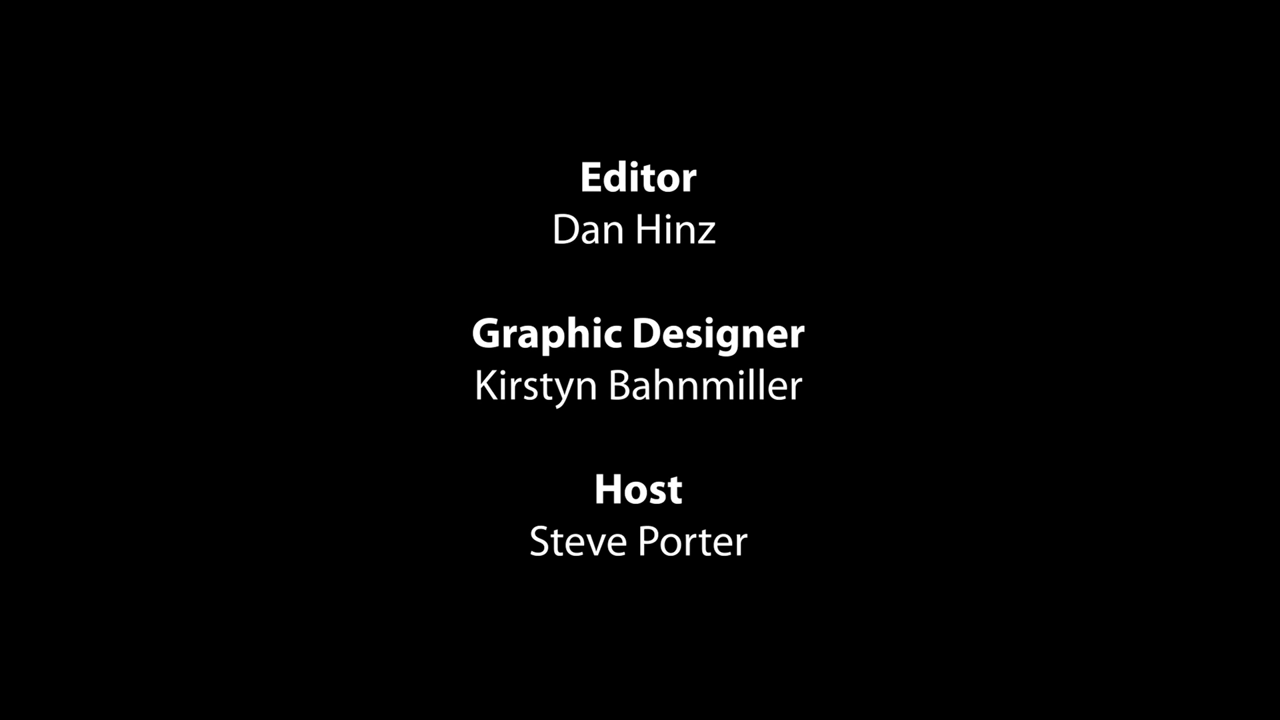 Editor
Dan Hinz
Graphic Designer
Kirstyn Bahnmiller
Host
Steve Porter